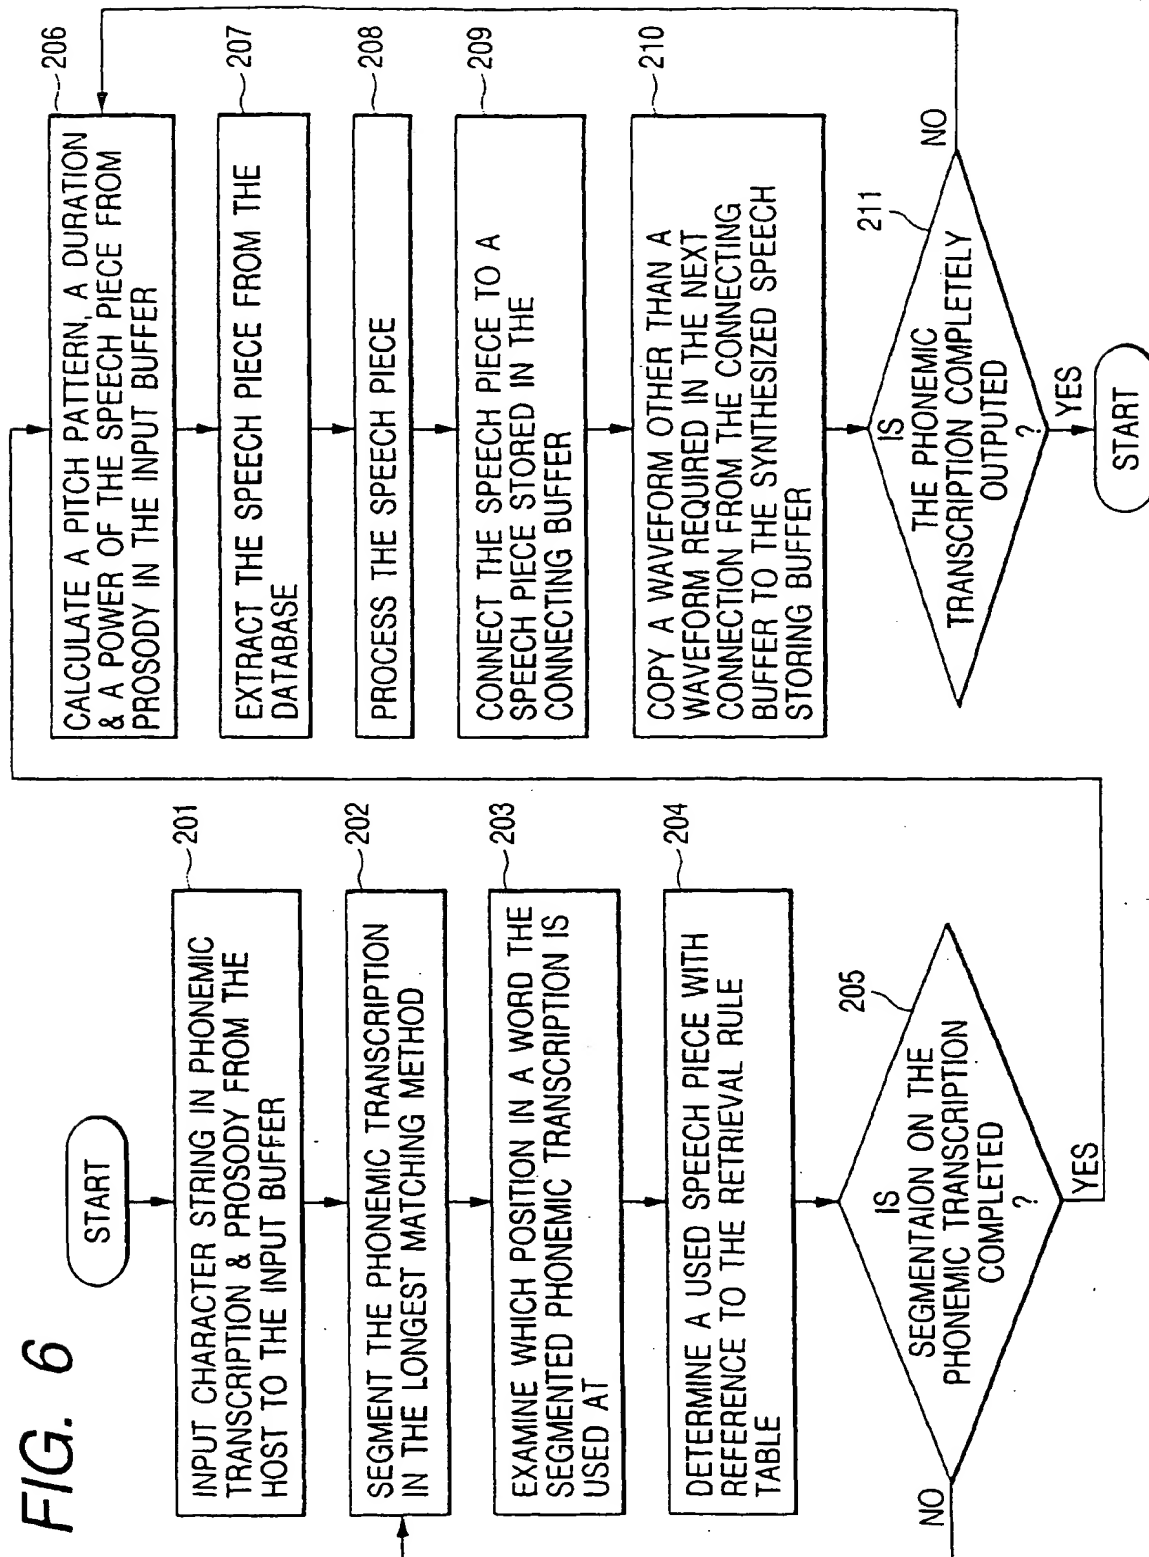 FIG. 6
START
201
INPUT CHARACTER STRING IN PHONEMIC
TRANSCRIPTION & PROSODY FROM THE
HOST TO THE INPUT BUFFER
202
SEGMENT THE PHONEMIC TRANSCRIPTION
IN THE LONGEST MATCHING METHOD
203
EXAMINE WHICH POSITION IN A WORD THE
SEGMENTED PHONEMIC TRANSCRIPTION IS
USED AT
204
DETERMINE A USED SPEECH PIECE WITH
REFERENCE TO THE RETRIEVAL RULE
TABLE
205
IS
SEGMENTAION ON THE
PHONEMIC TRANSCRIPTION
COMPLETED
?
NO
YES
206
CALCULATE A PITCH PATTERN, A DURATION
& A POWER OF THE SPEECH PIECE FROM
PROSODY IN THE INPUT BUFFER
207
EXTRACT THE SPEECH PIECE FROM THE
DATABASE
208
PROCESS THE SPEECH PIECE
209
CONNECT THE SPEECH PIECE TO A
SPEECH PIECE STORED IN THE
CONNECTING BUFFER
210
COPY A WAVEFORM OTHER THAN A
WAVEFORM REQUIRED IN THE NEXT
CONNECTION FROM THE CONNECTING
BUFFER TO THE SYNTHESIZED SPEECH
STORING BUFFER
211
IS
THE PHONEMIC
TRANSCRIPTION COMPLETELY
OUTPUTED
?
NO
YES
START